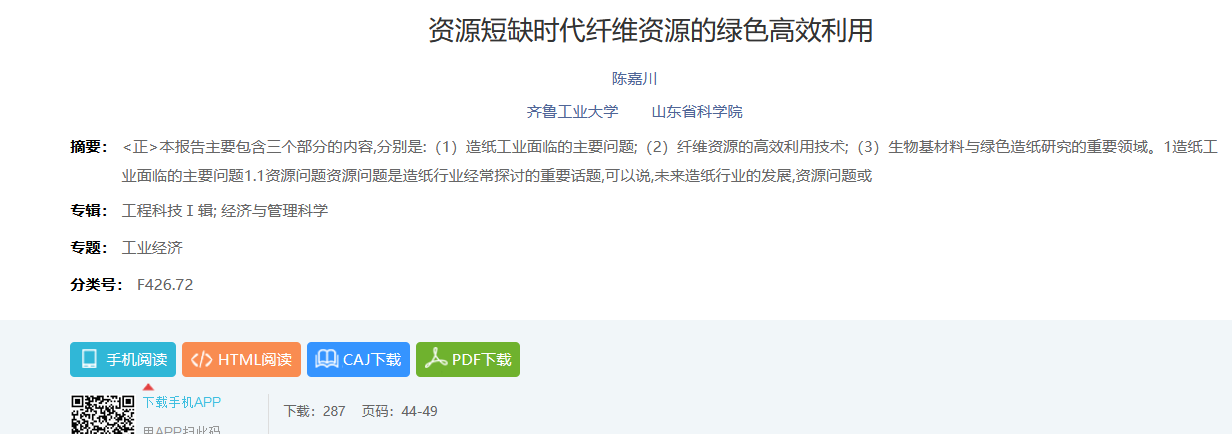 资源短缺时代纤维资源的绿色高效利用
陈嘉川
齐鲁工业大学 山东省科学院
摘要： <正>本报告主要包含三个部分的内容,分别是:（1）造纸工业面临的主要问题;（2）纤维资源的高效利用技术;（3）生物基材料与绿色造纸研究的重要领域。1造纸工
业面临的主要问题1.1资源问题资源问题是造纸行业经常探讨的重要话题,可以说,未来造纸行业的发展,资源问题或
专辑： 工程科技Ⅰ辑; 经济与管理科学
专题： 工业经济
分类号： F426.72
手机阅读 HTML阅读 CAJ下载 PDF下载
下载手机APP
下载：287 页码：44-49
用APP扫此码